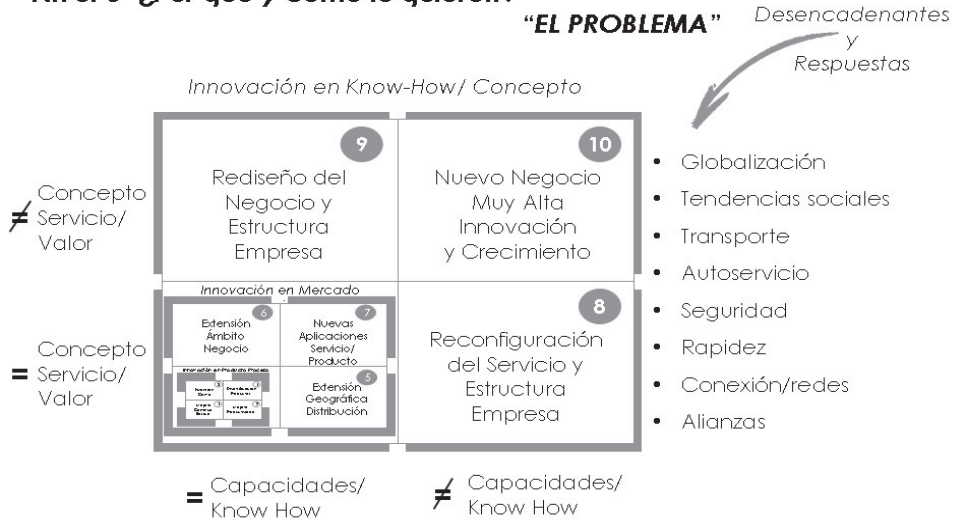 "EL PROBLEMA"
Desencadenantes
y
Respuestas
Innovación en Know-How/ Concepto
9
Rediseño del
Negocio y
Estructura
Empresa
10
Nuevo Negocio
Muy Alta
Innovación
y Crecimiento
≠ Concepto
Servicio/
Valor
Innovación en Mercado
6
Extensión
Ámbito
Negocio
7
Nuevas
Aplicaciones
Servicio/
Producto
5
Extensión
Geográfica
Distribución
8
Reconfiguración
del Servicio y
Estructura
Empresa
= Concepto
Servicio/
Valor
= Capacidades/
Know How
≠ Capacidades/
Know How
• Globalización
• Tendencias sociales
• Transporte
• Autoservicio
• Seguridad
• Rapidez
• Conexión/redes
• Alianzas